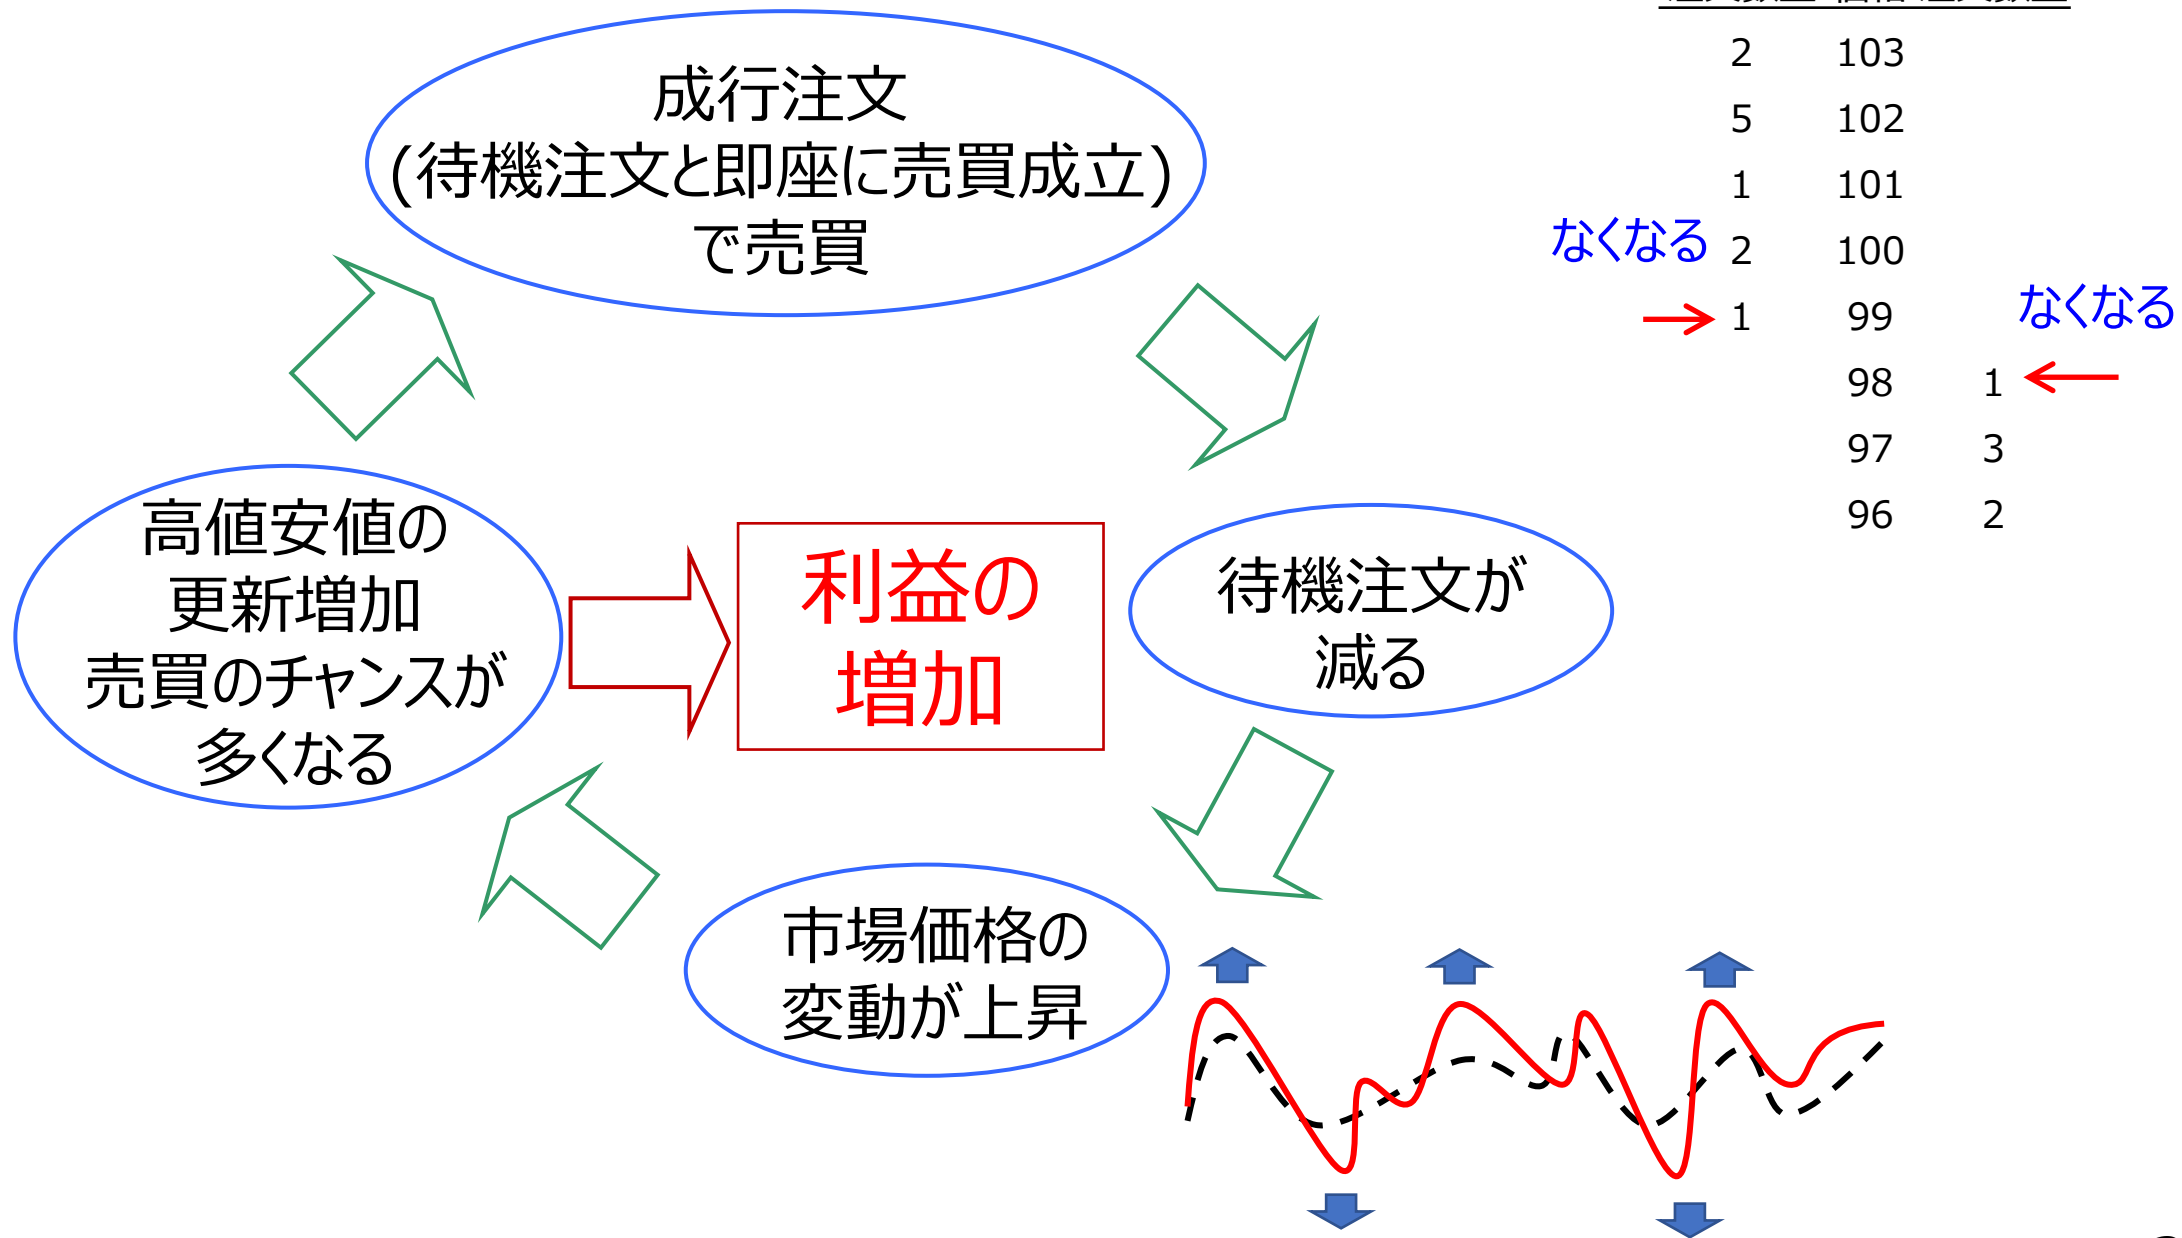 成行注文
(待機注文と即座に売買成立)
で売買
高値安値の
更新増加
売買のチャンスが
多くなる
利益の
増加
待機注文が
減る
市場価格の
変動が上昇
2 103
5 102
1 101
なくなる 2 100
1 99 なくなる
98 1
97 3
96 2